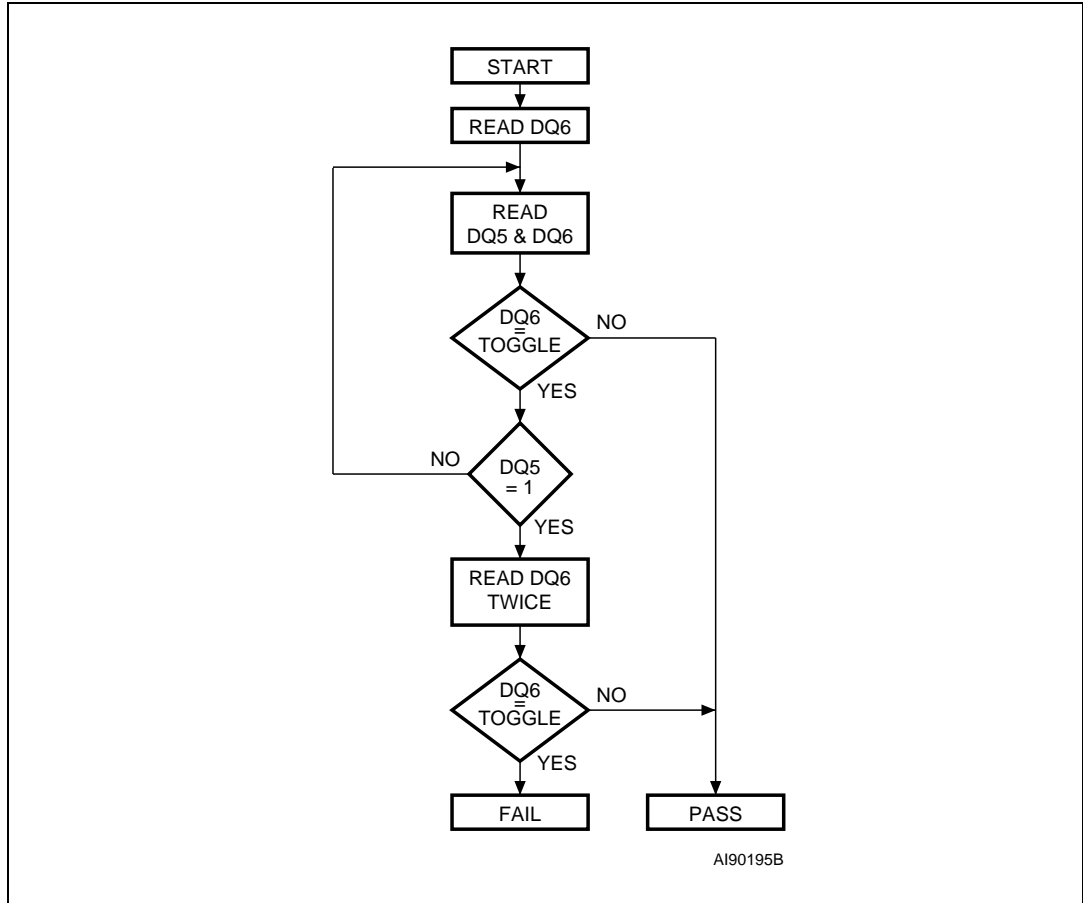 START
READ DQ6
READ
DQ5 & DQ6
DQ6
=
TOGGLE
NO
YES
DQ5
= 1
NO
YES
READ DQ6
TWICE
DQ6
=
TOGGLE
NO
YES
FAIL
PASS
AI90195B